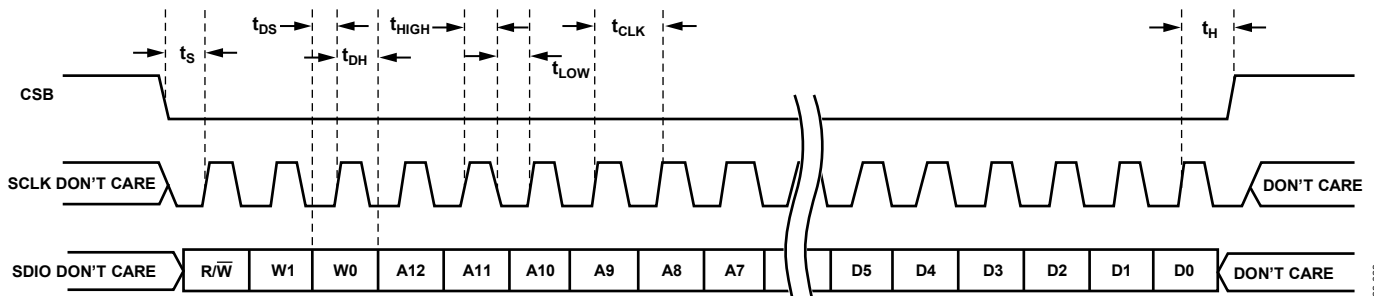 tDS
tHIGH
tCLK
tH
tS
tDH
tLOW
CSB
SCLK DON'T CARE
DON'T CARE
SDIO DON'T CARE
R/W̅
W1
W0
A12
A11
A10
A9
A8
A7
D5
D4
D3
D2
D1
D0
DON'T CARE